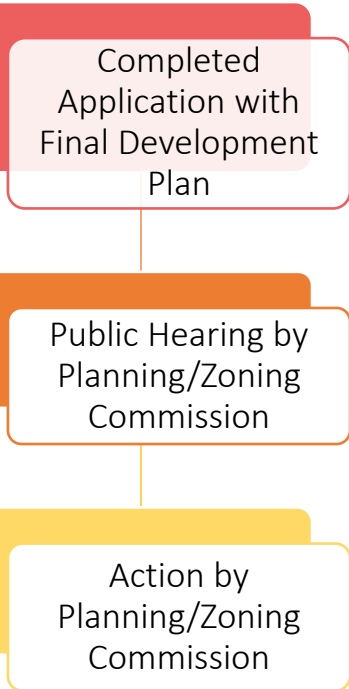 Completed
Application with
Final Development
Plan
Public Hearing by
Planning/Zoning
Commission
Action by
Planning/Zoning
Commission